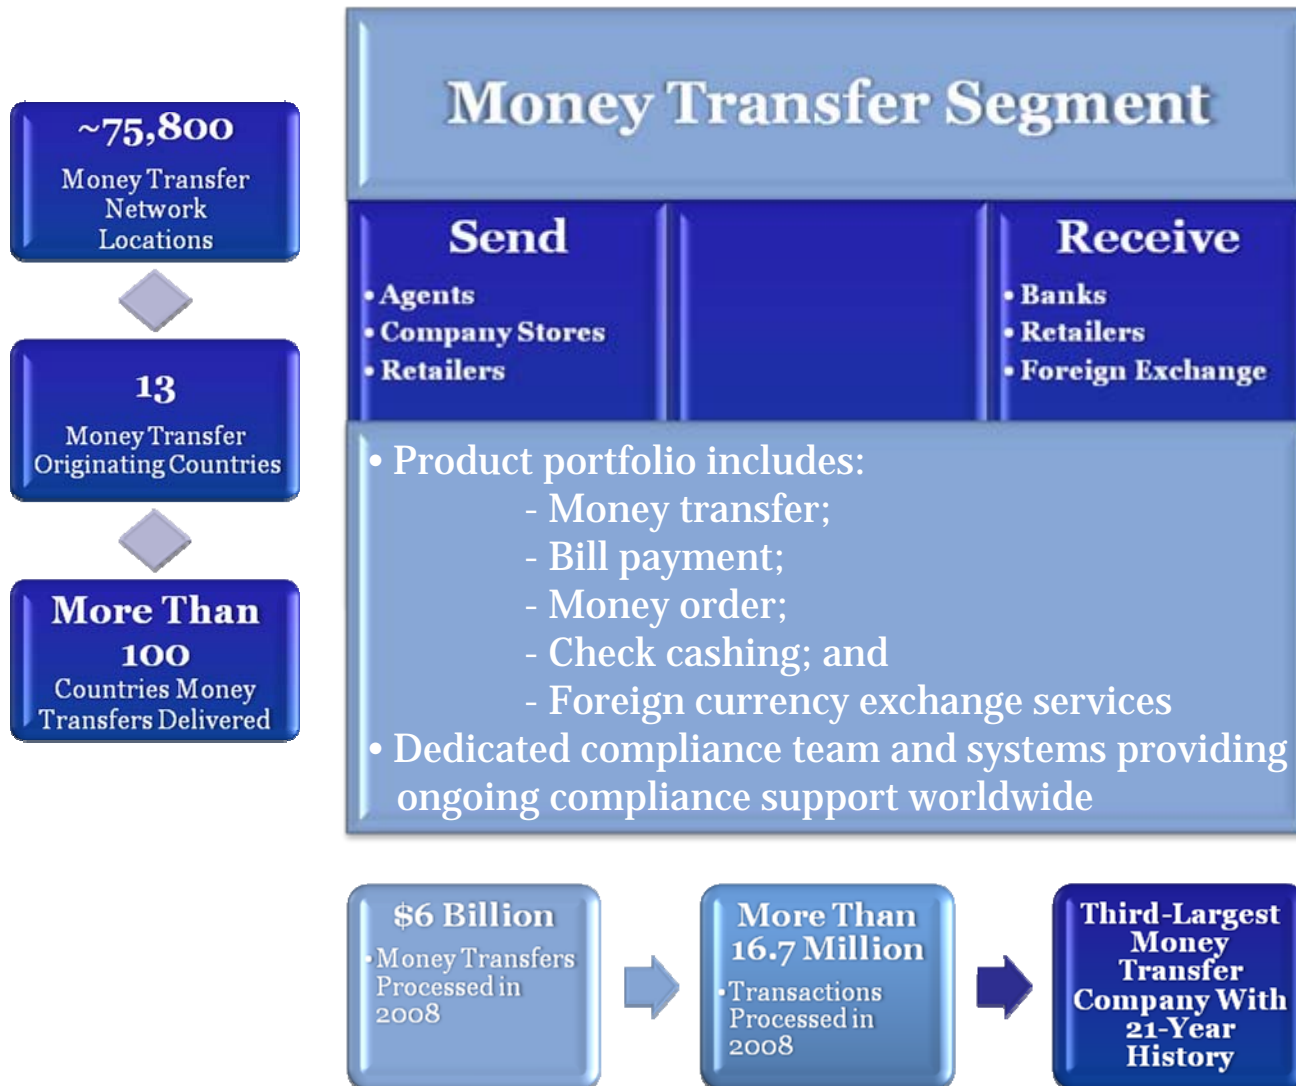 ~75,800
Money Transfer
Network
Locations
13
Money Transfer
Originating Countries
More Than
100
Countries Money
Transfers Delivered
Money Transfer Segment
Send
• Agents
• Company Stores
• Retailers
Receive
• Banks
• Retailers
• Foreign Exchange
• Product portfolio includes:
- Money transfer;
- Bill payment;
- Money order;
- Check cashing; and
- Foreign currency exchange services
• Dedicated compliance team and systems providing
ongoing compliance support worldwide
$6 Billion
• Money Transfers
Processed in
2008
More Than
16.7 Million
• Transactions
Processed in
2008
Third-Largest
Money
Transfer
Company With
21-Year
History